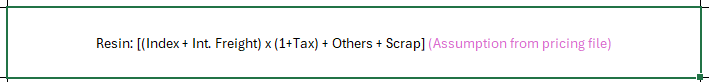 Resin: [(Index + Int. Freight) x (1+Tax) + Others + Scrap] (Assumption from pricing file)